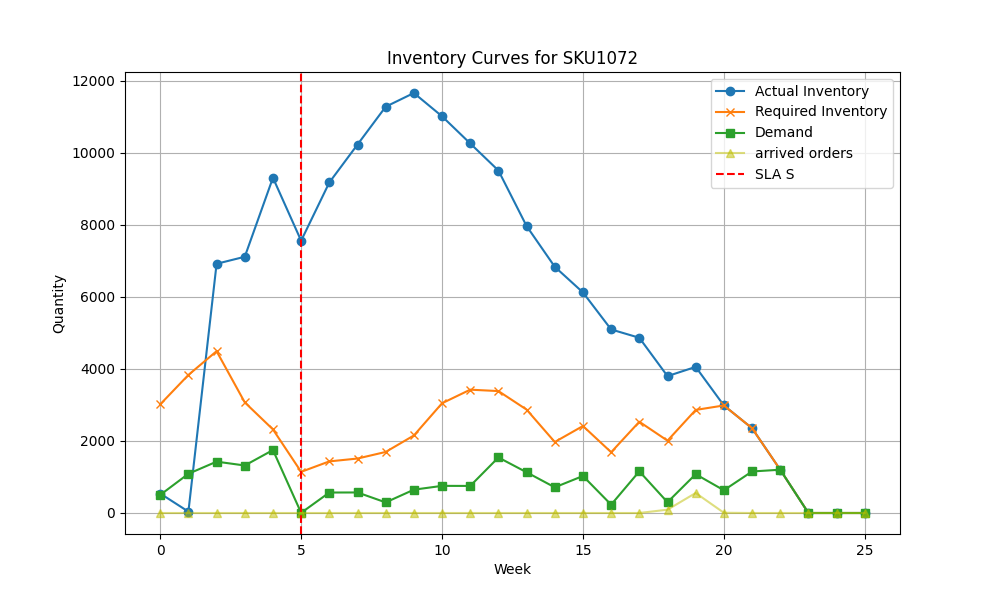 Inventory Curves for SKU1072
12000
10000
8000
6000
4000
2000
0
Quantity
Actual Inventory
Required Inventory
Demand
arrived orders
SLA S
0 5 10 15 20 25
Week